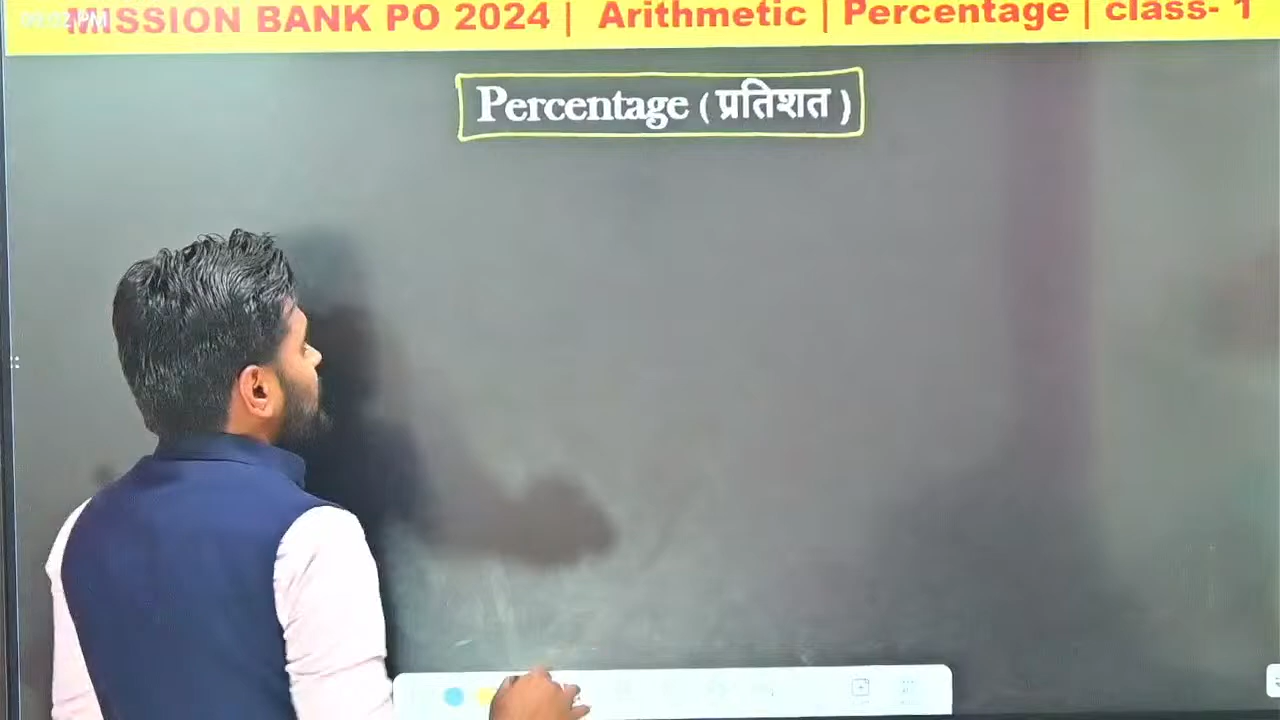 MISSION BANK PO 2024 | Arithmetic | Percentage | class- 1
Percentage ( प्रतिशत )